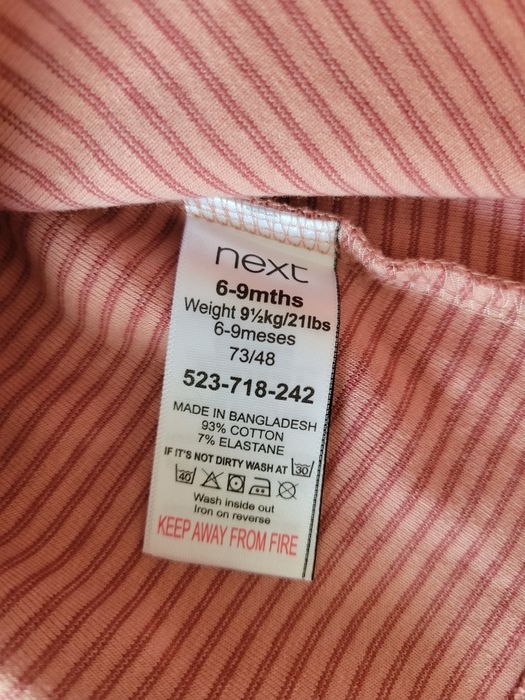 next
6-9mths
Weight 9½kg/21lbs
6-9meses
73/48
523-718-242
MADE IN BANGLADESH
93% COTTON
7% ELASTANE
IF IT'S NOT DIRTY WASH AT 30
40
Wash inside out
Iron on reverse
KEEP AWAY FROM FIRE